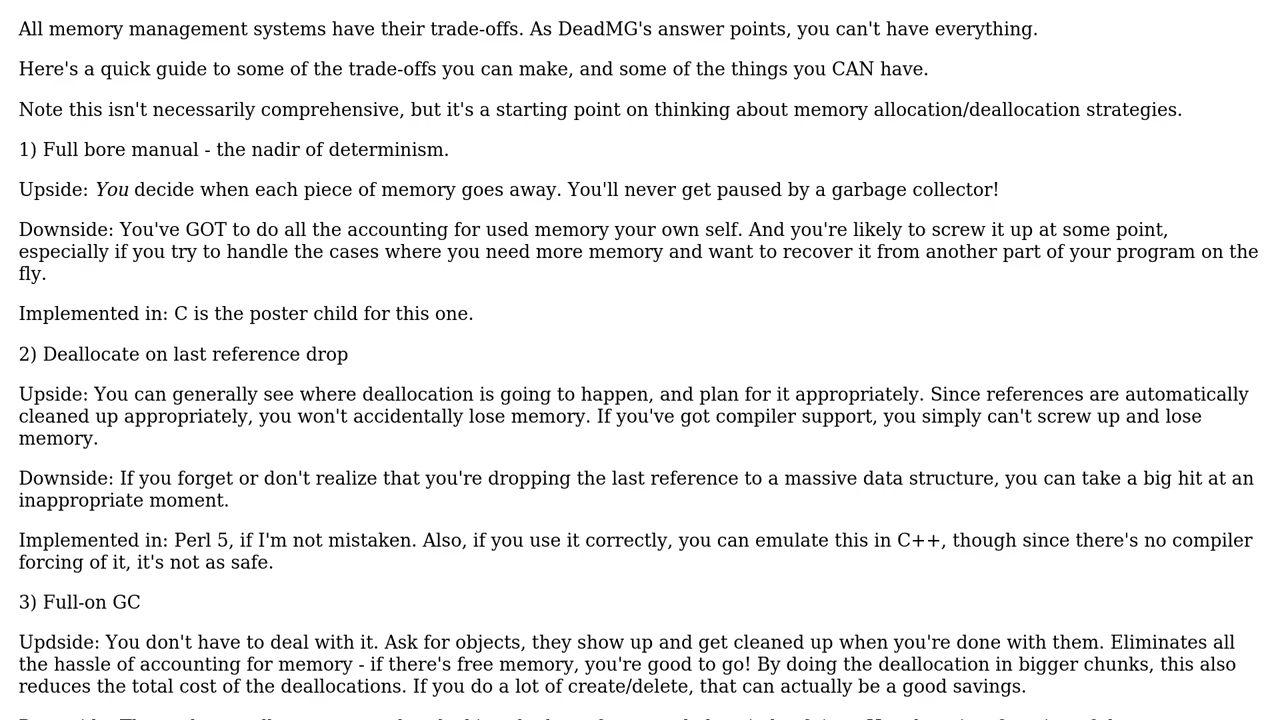 All memory management systems have their trade-offs. As DeadMG's answer points, you can't have everything.
Here's a quick guide to some of the trade-offs you can make, and some of the things you CAN have.
Note this isn't necessarily comprehensive, but it's a starting point on thinking about memory allocation/deallocation strategies.
1) Full bore manual - the nadir of determinism.
Upside: You decide when each piece of memory goes away. You'll never get paused by a garbage collector!
Downside: You've GOT to do all the accounting for used memory your own self. And you're likely to screw it up at some point,
especially if you try to handle the cases where you need more memory and want to recover it from another part of your program on the
fly.
Implemented in: C is the poster child for this one.
2) Deallocate on last reference drop
Upside: You can generally see where deallocation is going to happen, and plan for it appropriately. Since references are automatically
cleaned up appropriately, you won't accidentally lose memory. If you've got compiler support, you simply can't screw up and lose
memory.
Downside: If you forget or don't realize that you're dropping the last reference to a massive data structure, you can take a big hit at an
inappropriate moment.
Implemented in: Perl 5, if I'm not mistaken. Also, if you use it correctly, you can emulate this in C++, though since there's no compiler
forcing of it, it's not as safe.
3) Full-on GC
Updside: You don't have to deal with it. Ask for objects, they show up and get cleaned up when you're done with them. Eliminates all
the hassle of accounting for memory - if there's free memory, you're good to go! By doing the deallocation in bigger chunks, this also
reduces the total cost of the deallocations. If you do a lot of create/delete, that can actually be a good savings.